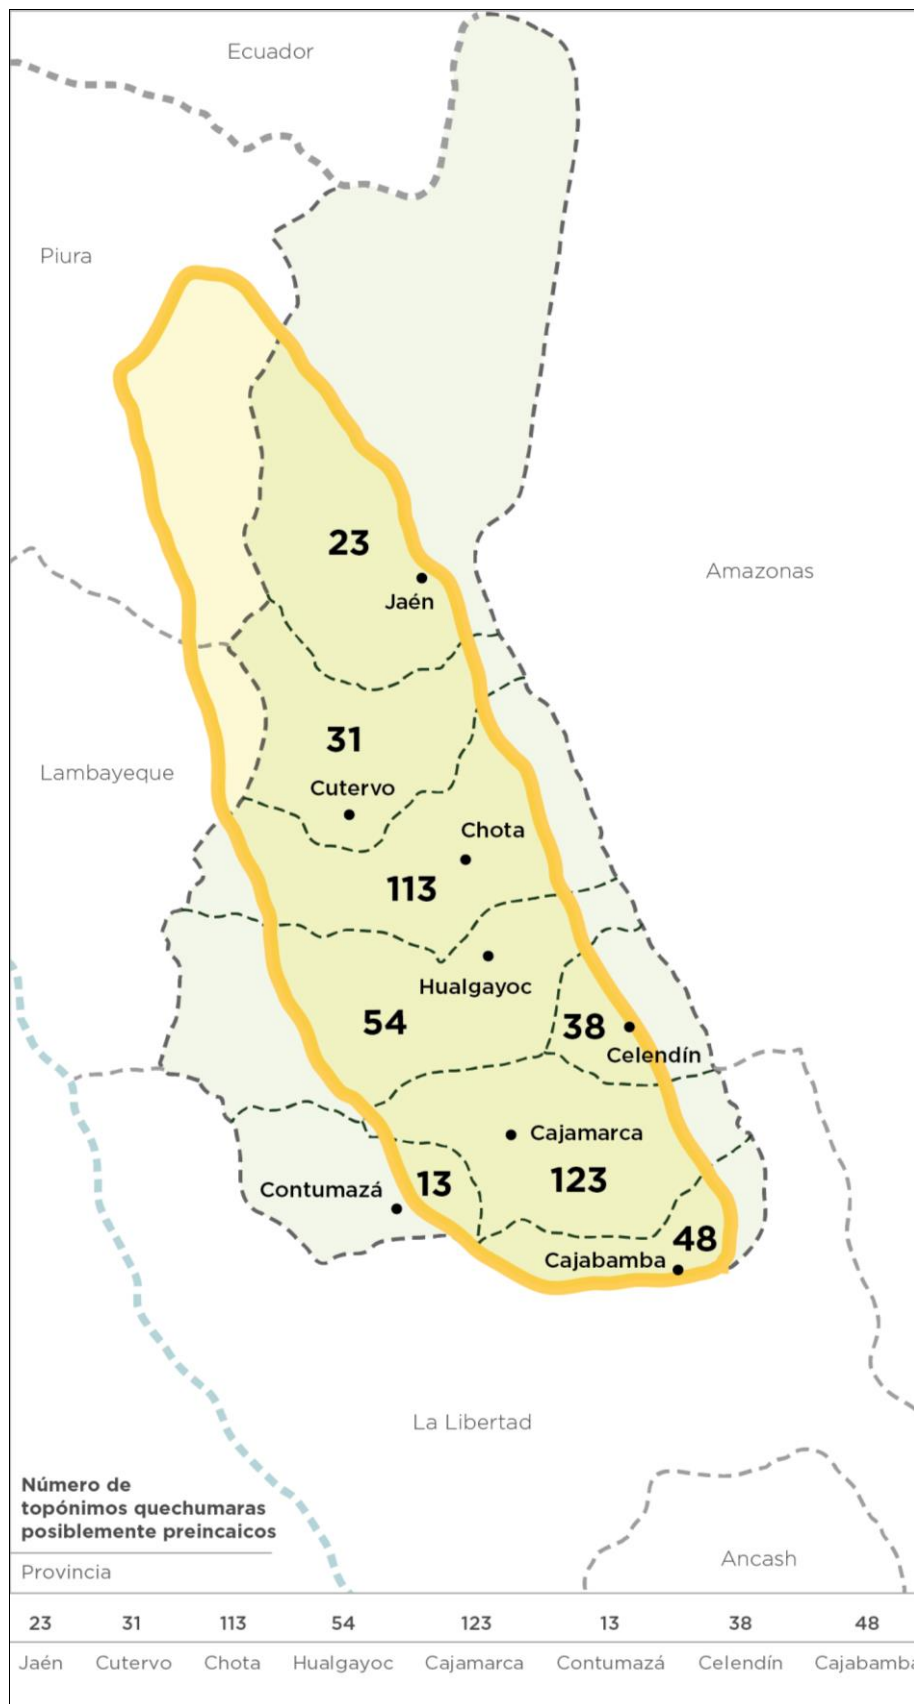 Ecuador
Piura
23
Amazonas
Jaén
31
Lambayeque
Cutervo
Chota
113
Hualgayoc
54
38
Celendín
Cajamarca
13
123
Contumazá
48
Cajabamba
La Libertad
Número de
topónimos quechumaras
posiblemente preincaicos
Ancash
Provincia
23 31 113 54 123 13 38 48
Jaén Cutervo Chota Hualgayoc Cajamarca Contumazá Celendín Cajabamba